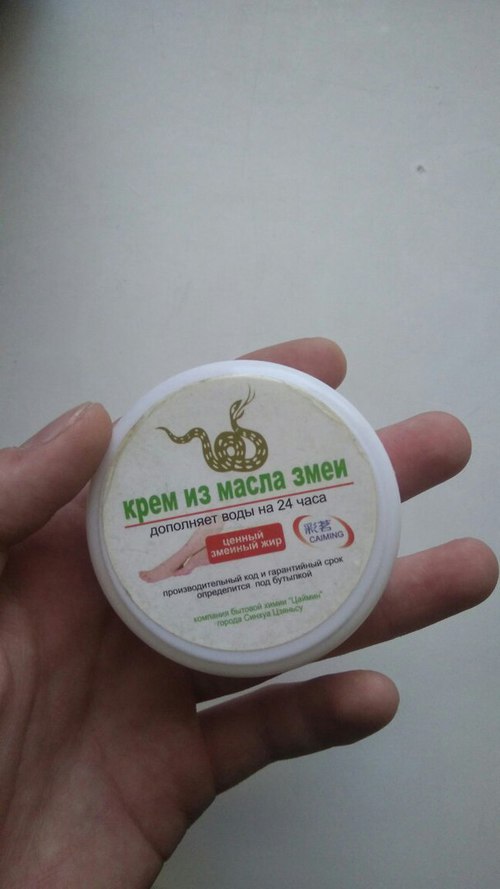 крем из масла змеи
дополняет воды на 24 часа
ценный
змеиный жир
彩茗
CAIMING
производительный код и гарантийный срок
определится под бутылкой
компания бытовой химии "Цаймин"
города Синхуа Цзяньсу